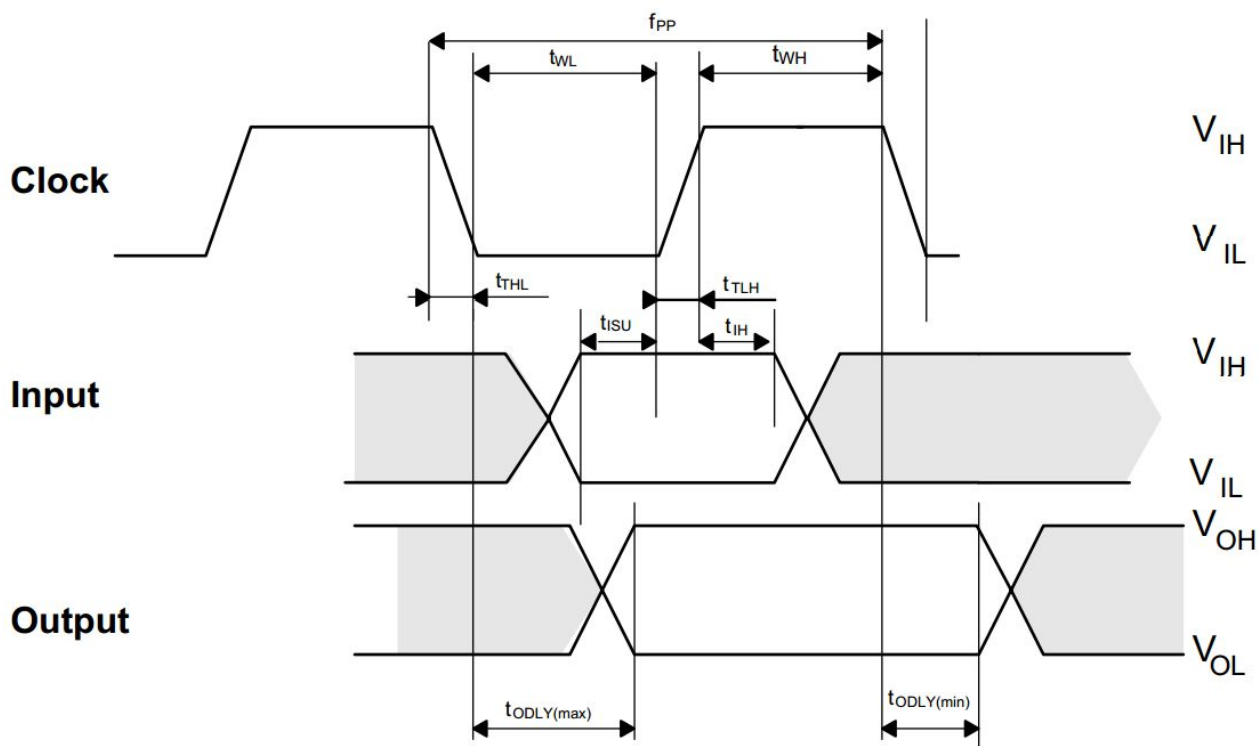 fPP
tWL
tWH
VIH
Clock
VIL
tTHL
tTLH
tISU
tIH
VIH
Input
VIL
VOH
Output
VOL
tODLY(max)
tODLY(min)